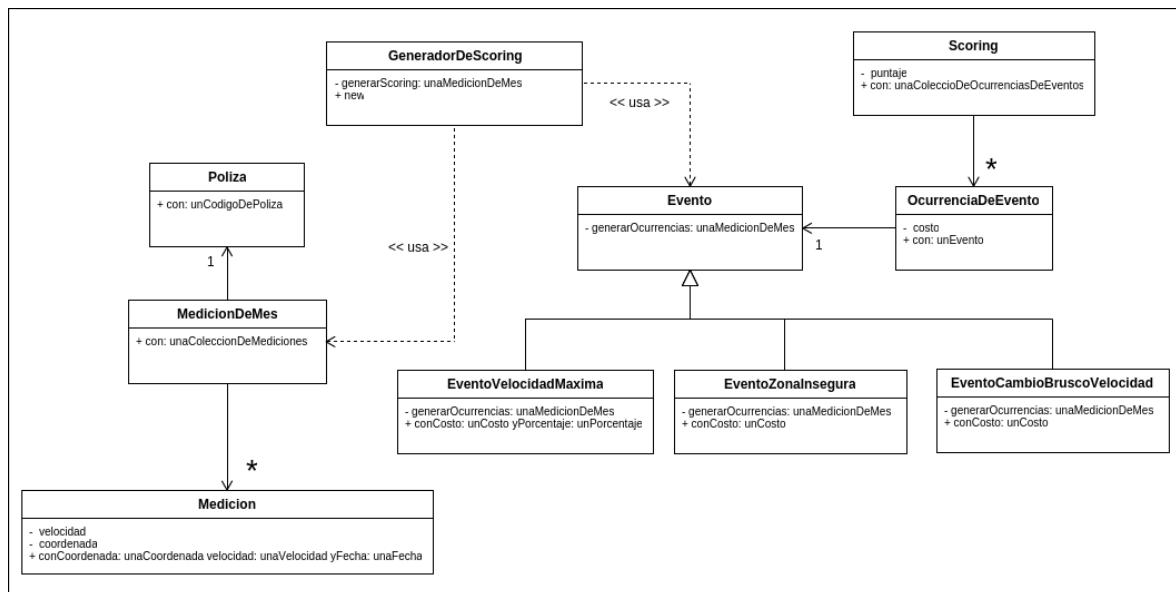 GeneradorDeScoring
- generarScoring: unaMedicionDeMes
+ new
<< usa >>
Scoring
- puntaje
+ con: unaColeccioDeOcurrenciasDeEventos
*
Poliza
+ con: unCodigoDePoliza
1
<< usa >>
Evento
- generarOcurrencias: unaMedicionDeMes
1
OcurrenciaDeEvento
- costo
+ con: unEvento
MedicionDeMes
+ con: unaColeccionDeMediciones
*
EventoVelocidadMaxima
- generarOcurrencias: unaMedicionDeMes
+ conCosto: unCosto yPorcentaje: unPorcentaje
EventoZonaInsegura
- generarOcurrencias: unaMedicionDeMes
+ conCosto: unCosto
EventoCambioBruscoVelocidad
- generarOcurrencias: unaMedicionDeMes
+ conCosto: unCosto
Medicion
- velocidad
- coordenada
+ conCoordenada: unaCoordenada velocidad: unaVelocidad yFecha: unaFecha